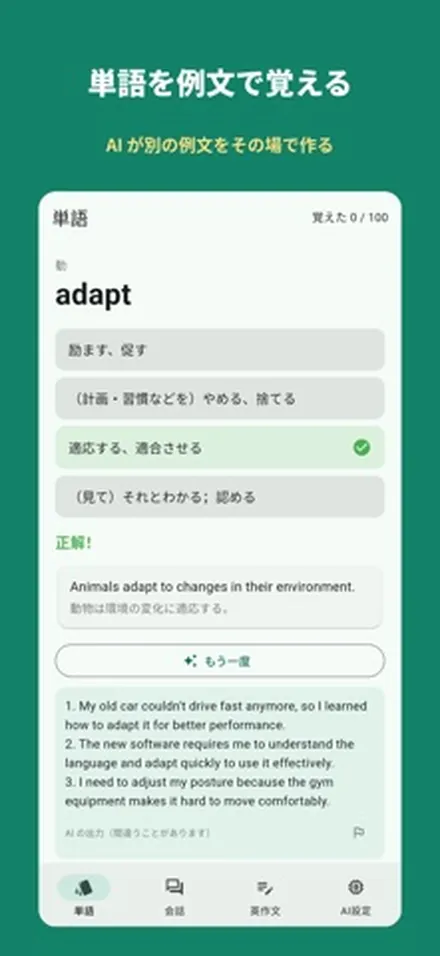 単語を例文で覚える
AI が別の例文をその場で作る
単語
覚えた 0 / 100
動
adapt
励ます、促す
（計画・習慣などを）やめる、捨てる
適応する、適合させる
（見て）それとわかる；認める
正解！
Animals adapt to changes in their environment.
動物は環境の変化に適応する。
もう一度
1. My old car couldn't drive fast anymore, so I learned
how to adapt it for better performance.
2. The new software requires me to understand the
language and adapt quickly to use it effectively.
3. I need to adjust my posture because the gym
equipment makes it hard to move comfortably.
AI の出力（間違うことがあります）
単語
会話
英作文
AI設定